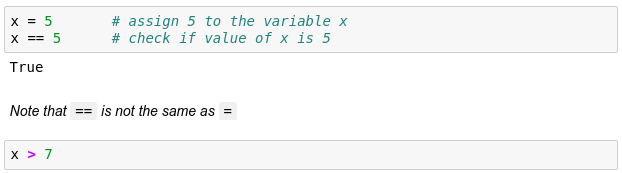 x = 5       # assign 5 to the variable x
x == 5      # check if value of x is 5
True
Note that == is not the same as =
x > 7